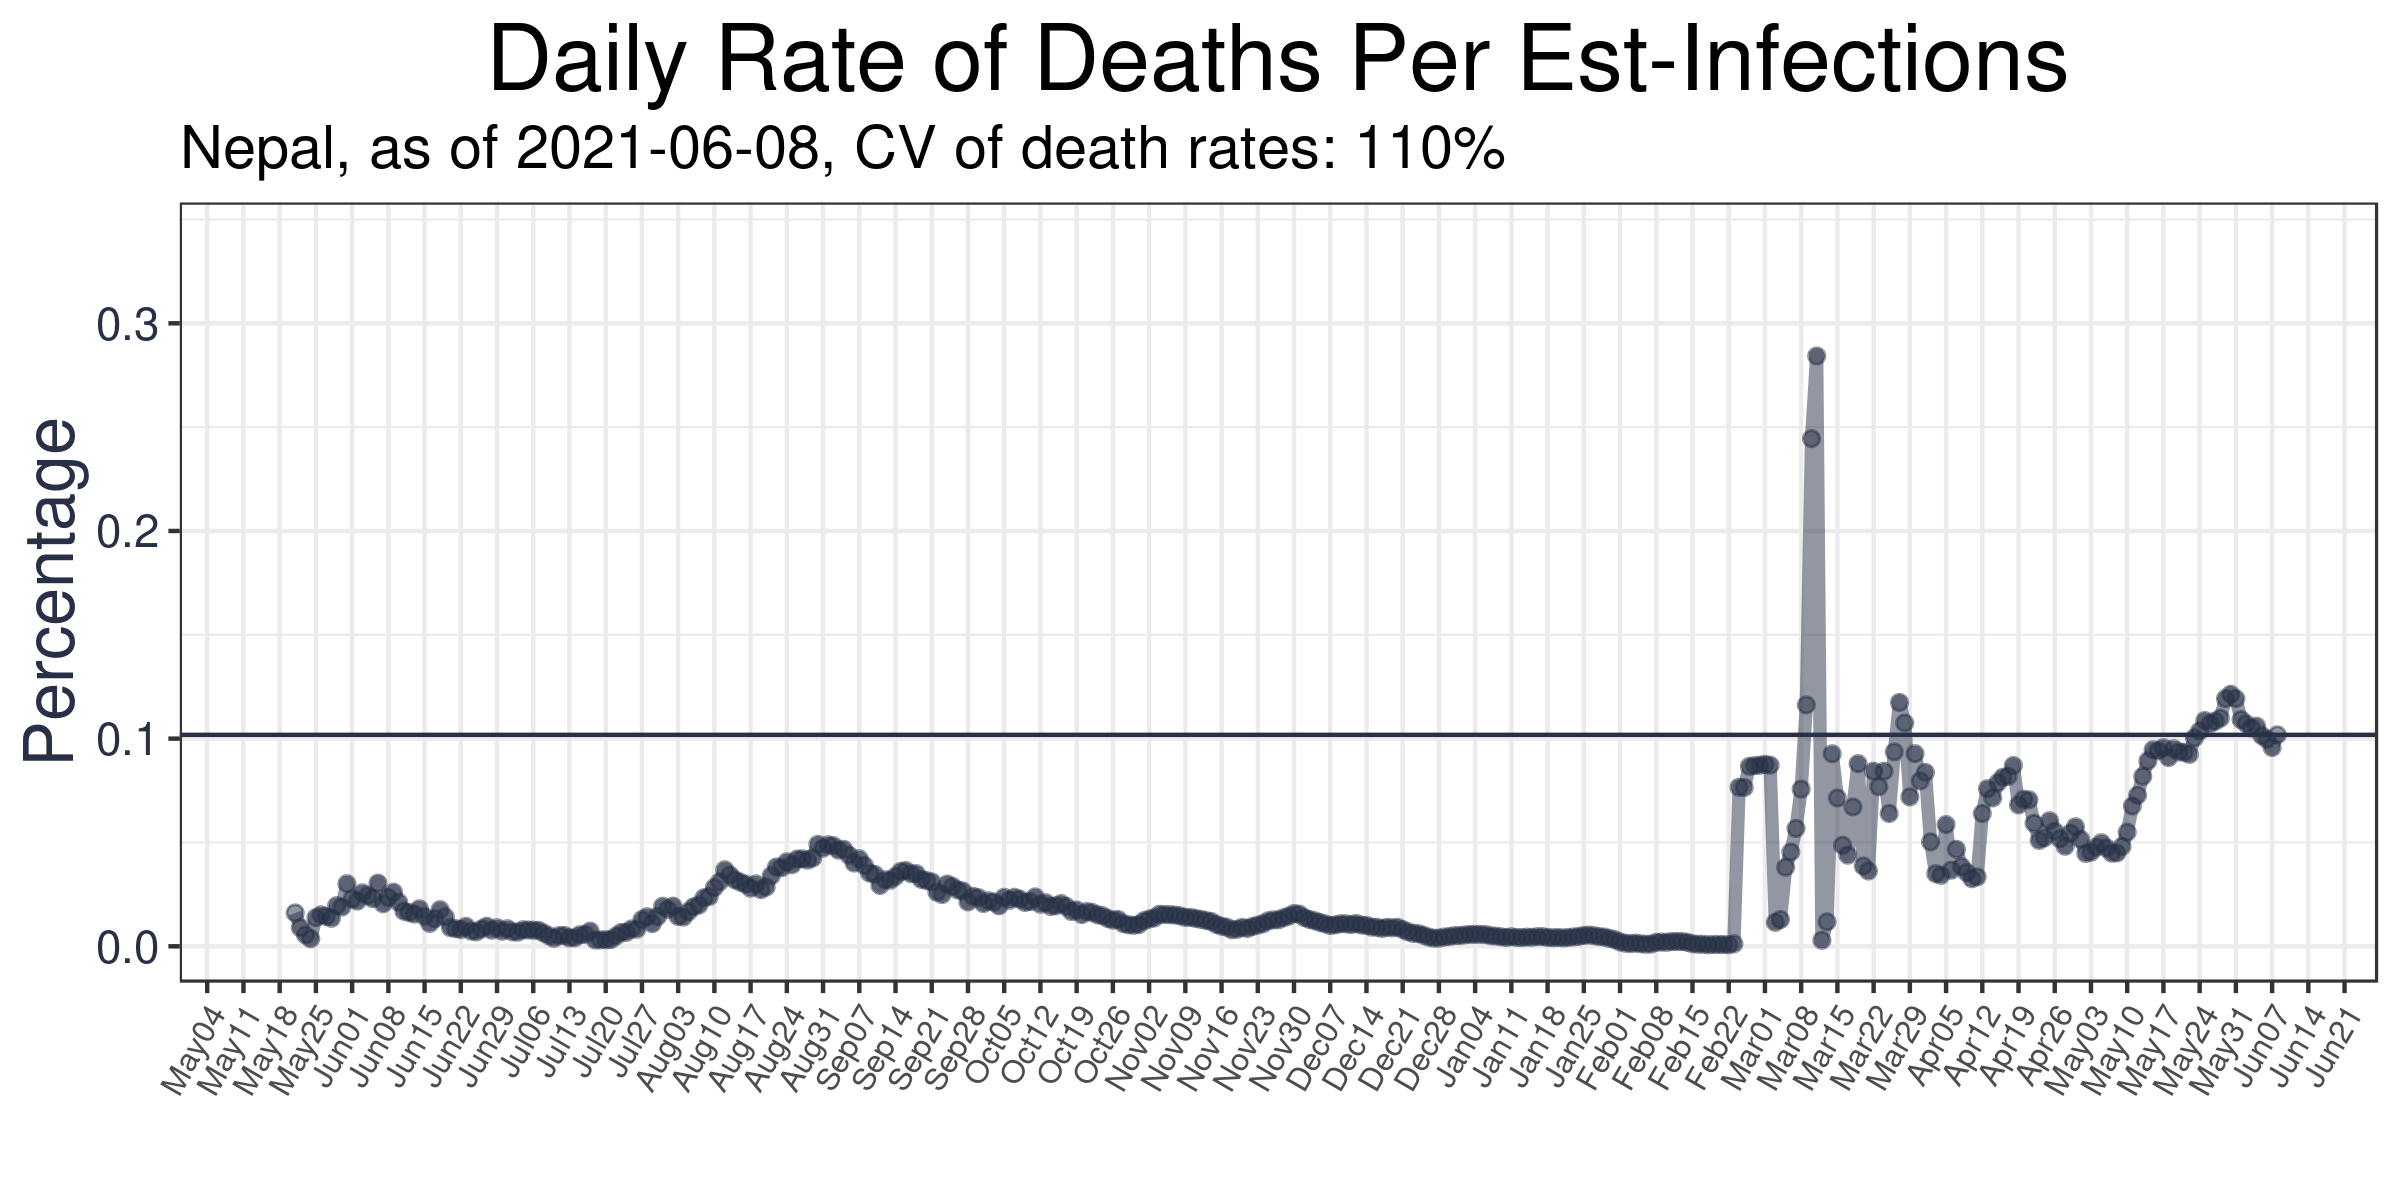 Daily Rate of Deaths Per Est-Infections
Nepal, as of 2021-06-08, CV of death rates: 110%
Percentage
0.3
0.2
0.1
0.0
May04
May11
May18
May25
Jun01
Jun08
Jun15
Jun22
Jun29
Jul06
Jul13
Jul20
Jul27
Aug03
Aug10
Aug17
Aug24
Aug31
Sep07
Sep14
Sep21
Sep28
Oct05
Oct12
Oct19
Oct26
Nov02
Nov09
Nov16
Nov23
Nov30
Dec07
Dec14
Dec21
Dec28
Jan04
Jan11
Jan18
Jan25
Feb01
Feb08
Feb15
Feb22
Mar01
Mar08
Mar15
Mar22
Mar29
Apr05
Apr12
Apr19
Apr26
May03
May10
May17
May24
May31
Jun07
Jun14
Jun21